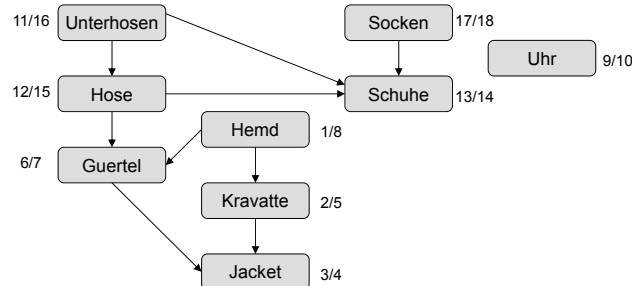 11/16 Unterhosen Socken 17/18
Uhr 9/10
12/15 Hose Schuhe 13/14
Hemd 1/8
6/7 Guertel
Kravatte 2/5
Jacket 3/4